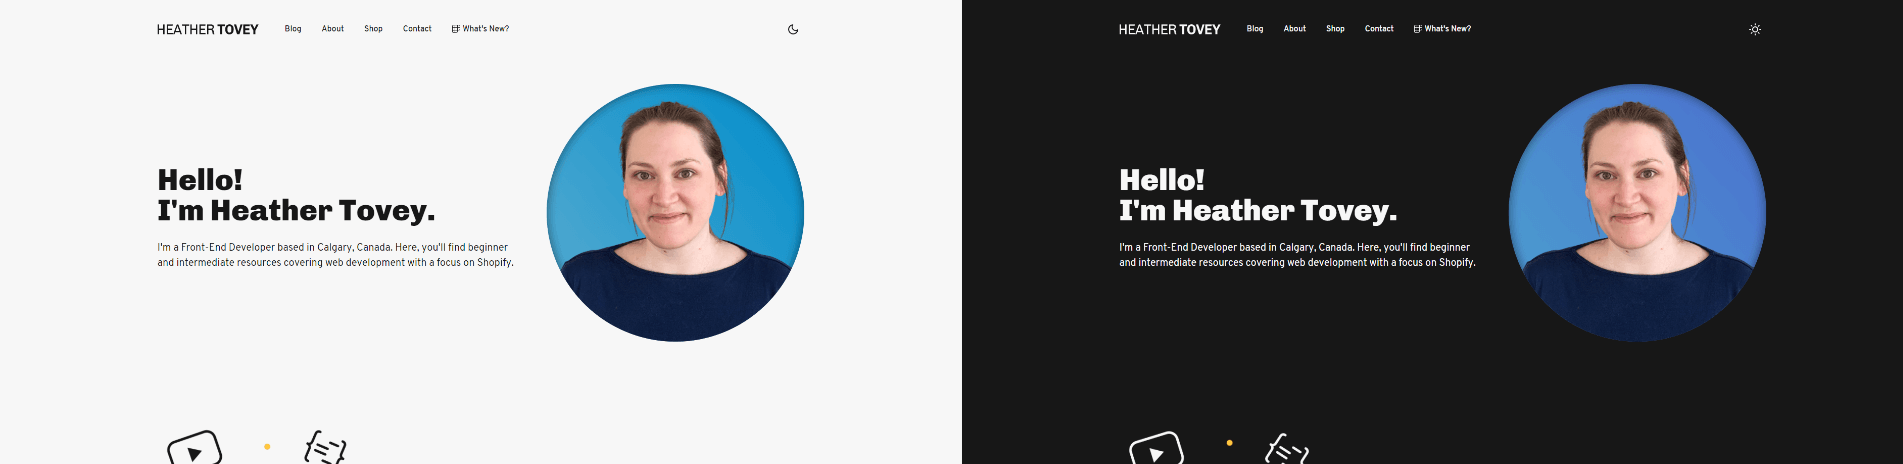 HEATHER TOVEY Blog About Shop Contact What's New?
Hello!
I'm Heather Tovey.
I'm a Front-End Developer based in Calgary, Canada. Here, you'll find beginner
and intermediate resources covering web development with a focus on Shopify.
HEATHER TOVEY Blog About Shop Contact What's New?
Hello!
I'm Heather Tovey.
I'm a Front-End Developer based in Calgary, Canada. Here, you'll find beginner
and intermediate resources covering web development with a focus on Shopify.